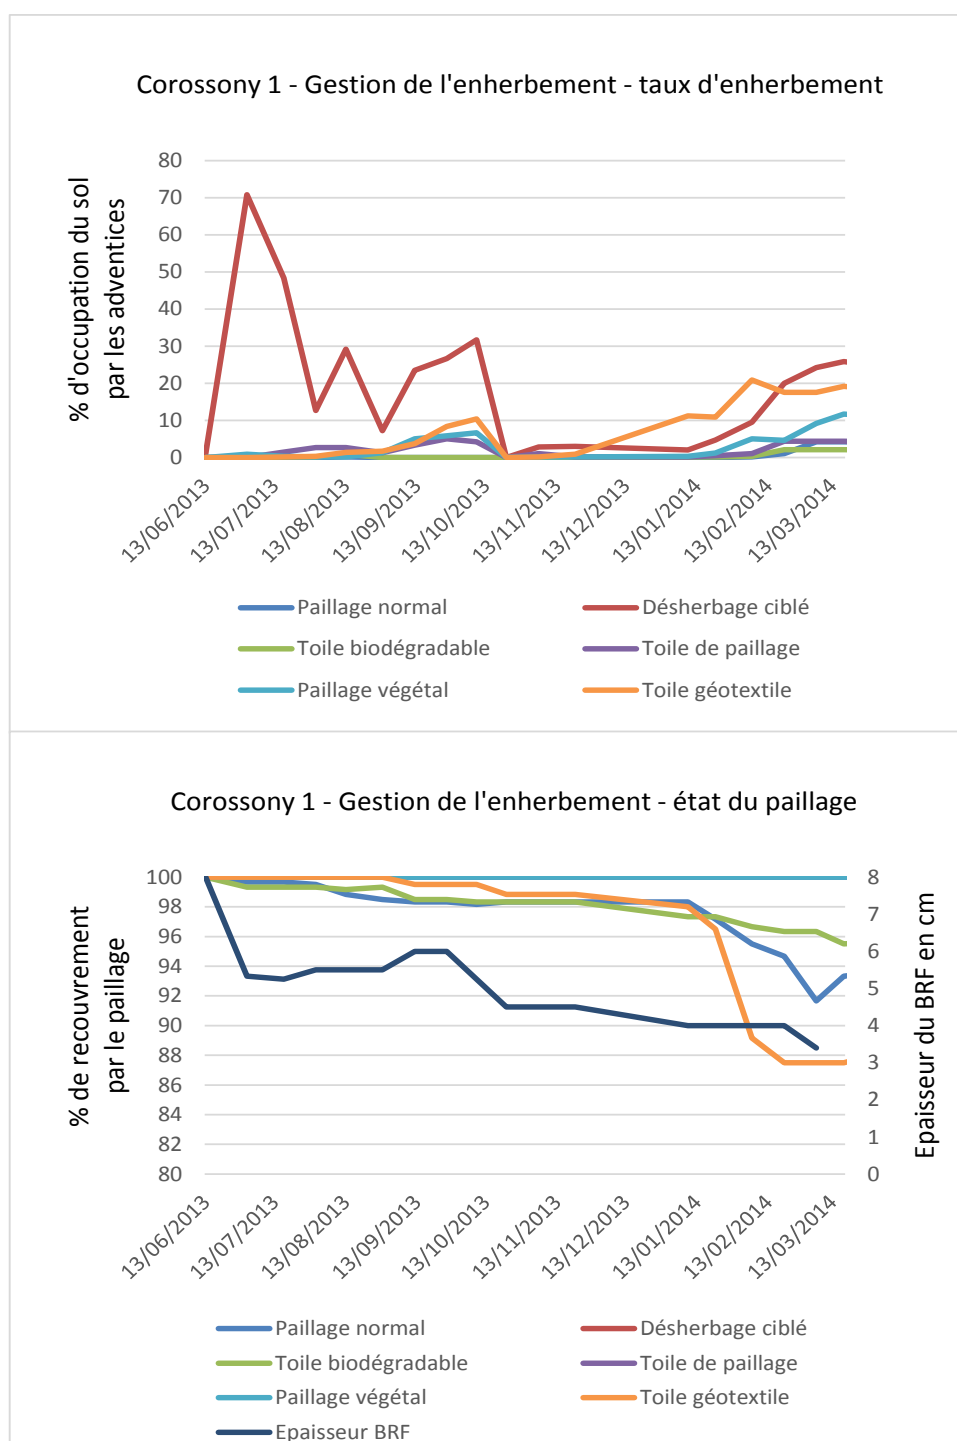 Corossony 1 - Gestion de l'enherbement - taux d'enherbement
% d'occupation du sol
par les adventices
80
70
60
50
40
30
20
10
0
13/06/2013
13/07/2013
13/08/2013
13/09/2013
13/10/2013
13/11/2013
13/12/2013
13/01/2014
13/02/2014
13/03/2014
Paillage normal
Désherbage ciblé
Toile biodégradable
Toile de paillage
Paillage végétal
Toile géotextile
Corossony 1 - Gestion de l'enherbement - état du paillage
% de recouvrement
par le paillage
100
98
96
94
92
90
88
86
84
82
80
8
7
6
5
4
3
2
1
0
Epaisseur du BRF en cm
13/06/2013
13/07/2013
13/08/2013
13/09/2013
13/10/2013
13/11/2013
13/12/2013
13/01/2014
13/02/2014
13/03/2014
Paillage normal
Désherbage ciblé
Toile biodégradable
Toile de paillage
Paillage végétal
Toile géotextile
Epaisseur BRF